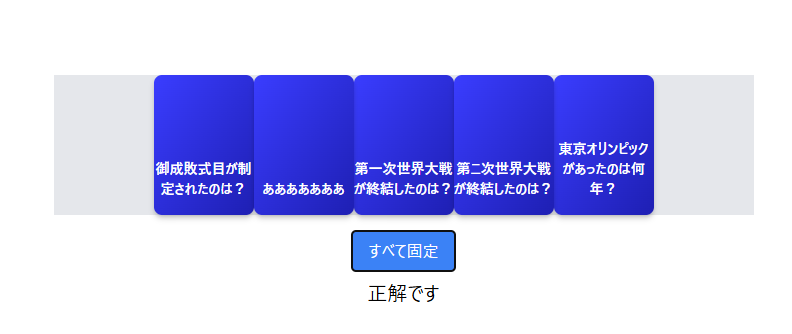 御成敗式目が制
定されたのは？
あああああああ
第一次世界大戦
が終結したのは？
第二次世界大戦
が終結したのは？
東京オリンピック
があったのは何
年？
すべて固定
正解です